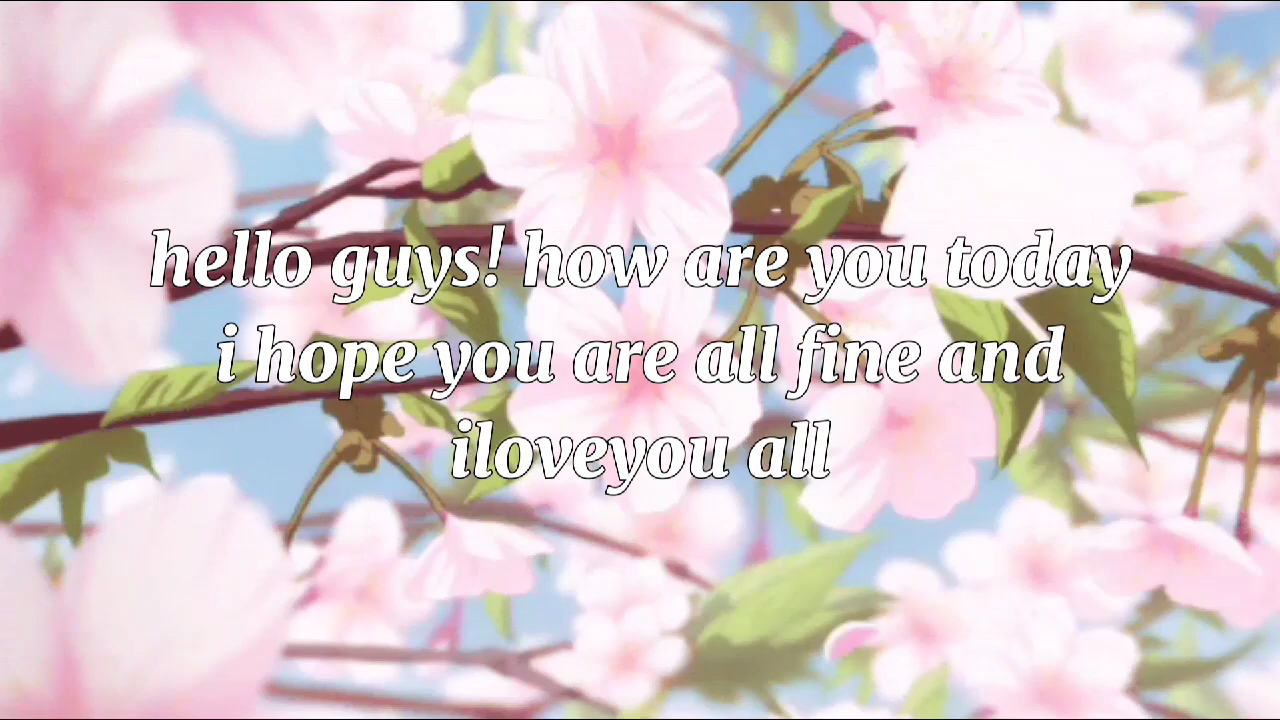 hello guys! how are you today
i hope you are all fine and
iloveyou all